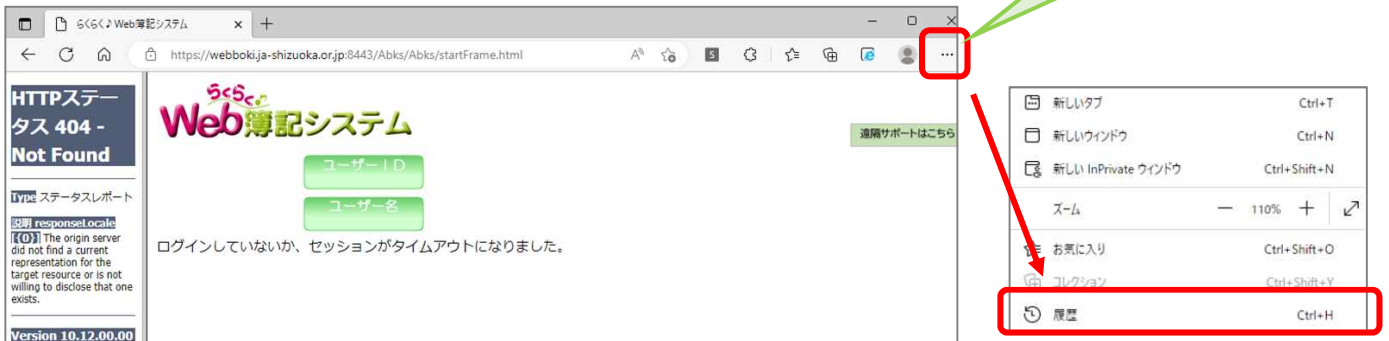 らくらく♪Web簿記システム
https://webboki.ja-shizuoka.or.jp:8443/Abks/Abks/startFrame.html
HTTPステー
タス 404 -
Not Found
Type ステータスレポート
説明 responseLocale
[{0}] The origin server
did not find a current
representation for the
target resource or is not
willing to disclose that one
exists.
Version 10.12.00.00
らくらく♪
Web簿記システム
遠隔サポートはこちら
ユーザーID
ユーザー名
ログインしていないか、セッションがタイムアウトになりました。
新しいタブ Ctrl+T
新しいウィンドウ Ctrl+N
新しい InPrivate ウィンドウ Ctrl+Shift+N
ズーム 110%
お気に入り Ctrl+Shift+O
コレクション Ctrl+Shift+Y
履歴 Ctrl+H